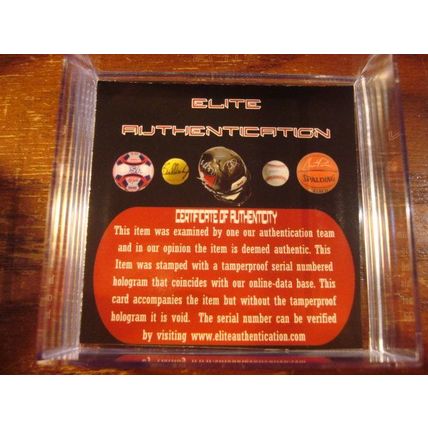 ELITE
AUTHENTICATION
SPALDING
CERTIFICATE OF AUTHENTICITY
This item was examined by one our authentication team
and in our opinion the item is deemed authentic. This
Item was stamped with a tamperproof serial numbered
hologram that coincides with our online-data base. This
card accompanies the item but without the tamperproof
hologram it is void. The serial number can be verified
by visiting www.eliteauthentication.com